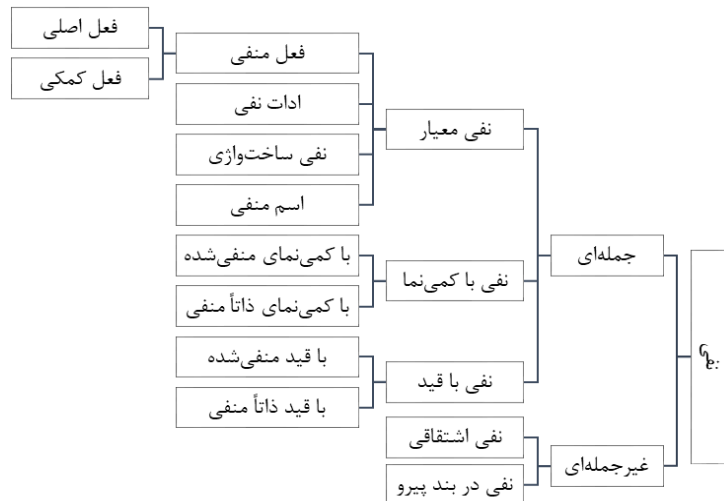 نفی
جمله‌ای
نفی معیار
فعل منفی
فعل اصلی
فعل کمکی
ادات نفی
نفی ساخت‌واژی
اسم منفی
نفی با کمی‌نما
با کمی‌نمای منفی‌شده
با کمی‌نمای ذاتاً منفی
نفی با قید
با قید منفی‌شده
با قید ذاتاً منفی
غیرجمله‌ای
نفی اشتقاقی
نفی در بند پیرو